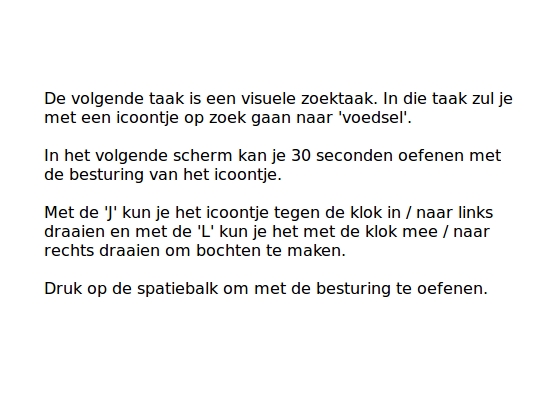 De volgende taak is een visuele zoektaak. In die taak zul je
met een icoontje op zoek gaan naar 'voedsel'.
In het volgende scherm kan je 30 seconden oefenen met
de besturing van het icoontje.
Met de 'J' kun je het icoontje tegen de klok in / naar links
draaien en met de 'L' kun je het met de klok mee / naar
rechts draaien om bochten te maken.
Druk op de spatiebalk om met de besturing te oefenen.